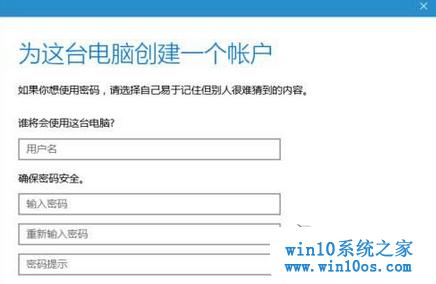 为这台电脑创建一个帐户
如果你想使用密码，请选择自己易于记住但别人很难猜到的内容。
谁将会使用这台电脑?
用户名
确保密码安全。
输入密码
重新输入密码
密码提示
win10系统之家
www.win10os.com